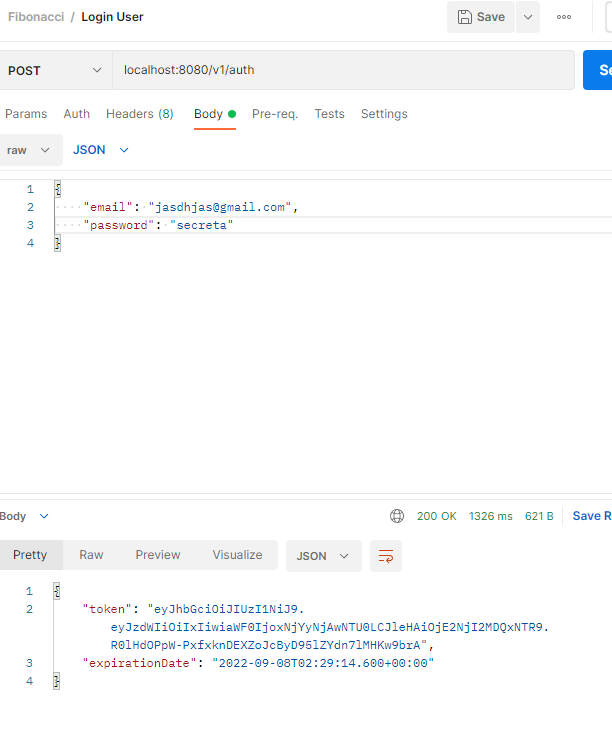 Fibonacci / Login User
Save
POST localhost:8080/v1/auth
Params Auth Headers (8) Body Pre-req. Tests Settings
raw JSON
1 {
2 "email": "jasdhjas@gmail.com",
3 "password": "secreta"
4 }
Body 200 OK 1326 ms 621 B Save R
Pretty Raw Preview Visualize JSON
1 {
2 "token": "eyJhbGciOiJIUzI1NiJ9.
eyJzdWIiOiIxIiwiaWF0IjoxNjYyNjAwNTU0LCJleHAiOjE2NjI2MDQxNTR9.
R0lHdOPpW-PxfxknDEXZoJcByD95lZYdn7lMHKw9brA",
3 "expirationDate": "2022-09-08T02:29:14.600+00:00"
4 }